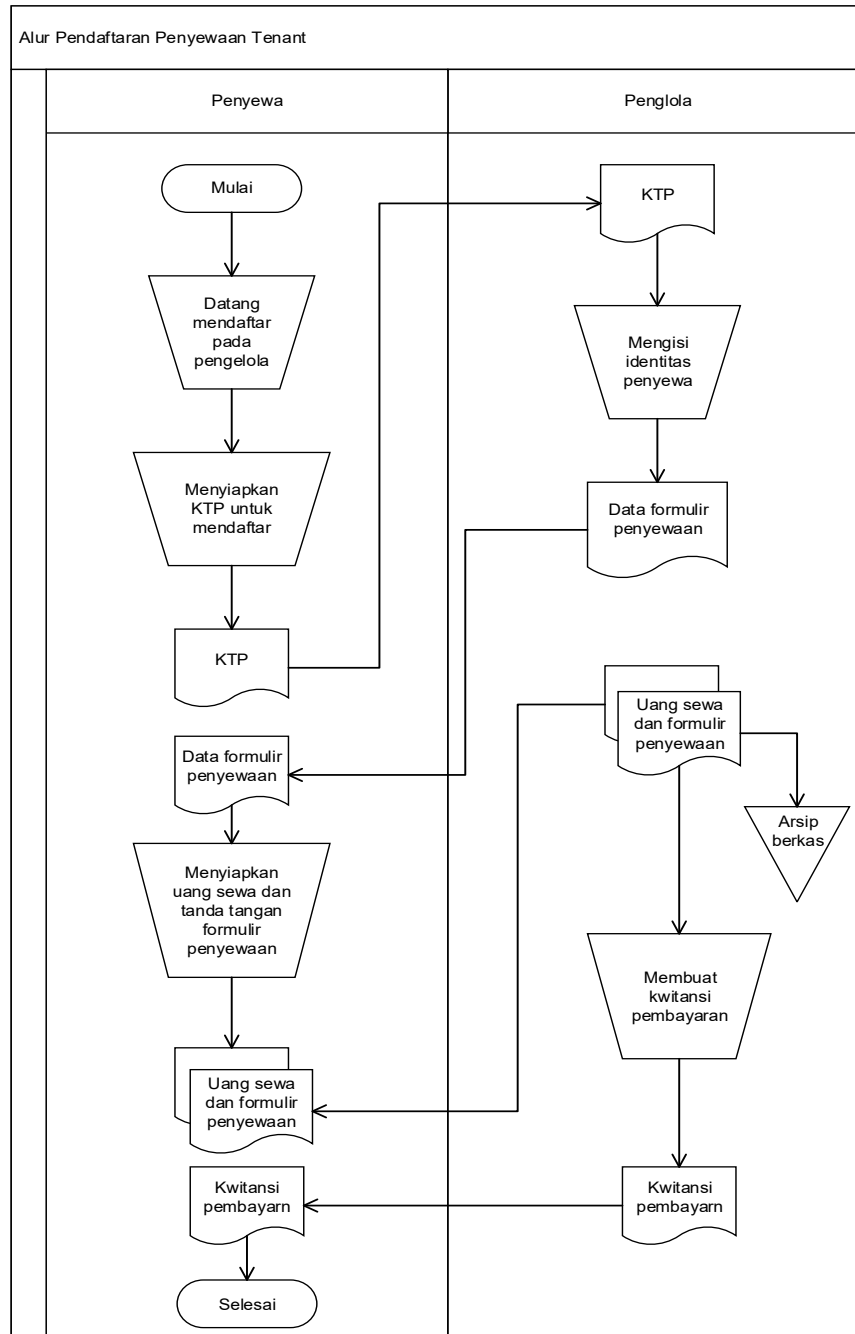 Alur Pendaftaran Penyewaan Tenant
Penyewa
Penglola
Mulai
Datang
mendaftar
pada
pengelola
Menyiapkan
KTP untuk
mendaftar
KTP
Data formulir
penyewaan
Menyiapkan
uang sewa dan
tanda tangan
formulir
penyewaan
Uang sewa
dan formulir
penyewaan
Kwitansi
pembayarn
Selesai
KTP
Mengisi
identitas
penyewa
Data formulir
penyewaan
Uang sewa
dan formulir
penyewaan
Arsip
berkas
Membuat
kwitansi
pembayaran
Kwitansi
pembayarn